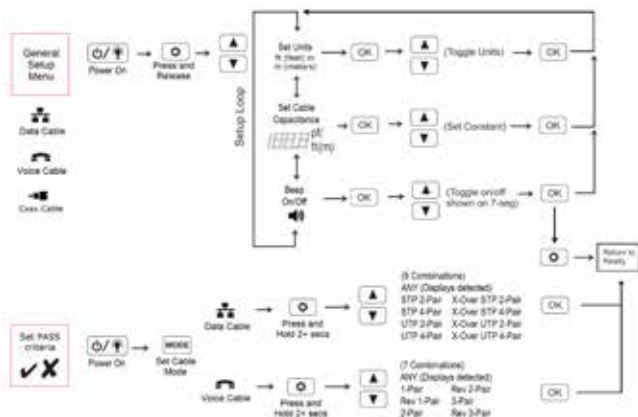 General
Setup
Menu
Power On
Press and
Release
Setup Loop
Set Units
ft (feet) or
m (meters)
OK
(Toggle Units)
OK
Data Cable
Voice Cable
Coax Cable
Set Cable
Capacitance
pf/
ft(m)
OK
(Set Constant)
OK
Beep
On/Off
OK
(Toggle on/off
shown on 7-seg)
OK
Return to
Ready
Set PASS
criteria
Power On
MODE
Set Cable
Mode
Data Cable
Press and
Hold 2+ secs
(9 Combinations)
ANY (Displays detected)
STP 2-Pair X-Over STP 2-Pair
STP 4-Pair X-Over STP 4-Pair
UTP 2-Pair X-Over UTP 2-Pair
UTP 4-Pair X-Over UTP 4-Pair
OK
Voice Cable
Press and
Hold 2+ secs
(7 Combinations)
ANY (Displays detected)
1-Pair Rev 2-Pair
Rev 1-Pair 3-Pair
2-Pair Rev 3-Pair
OK